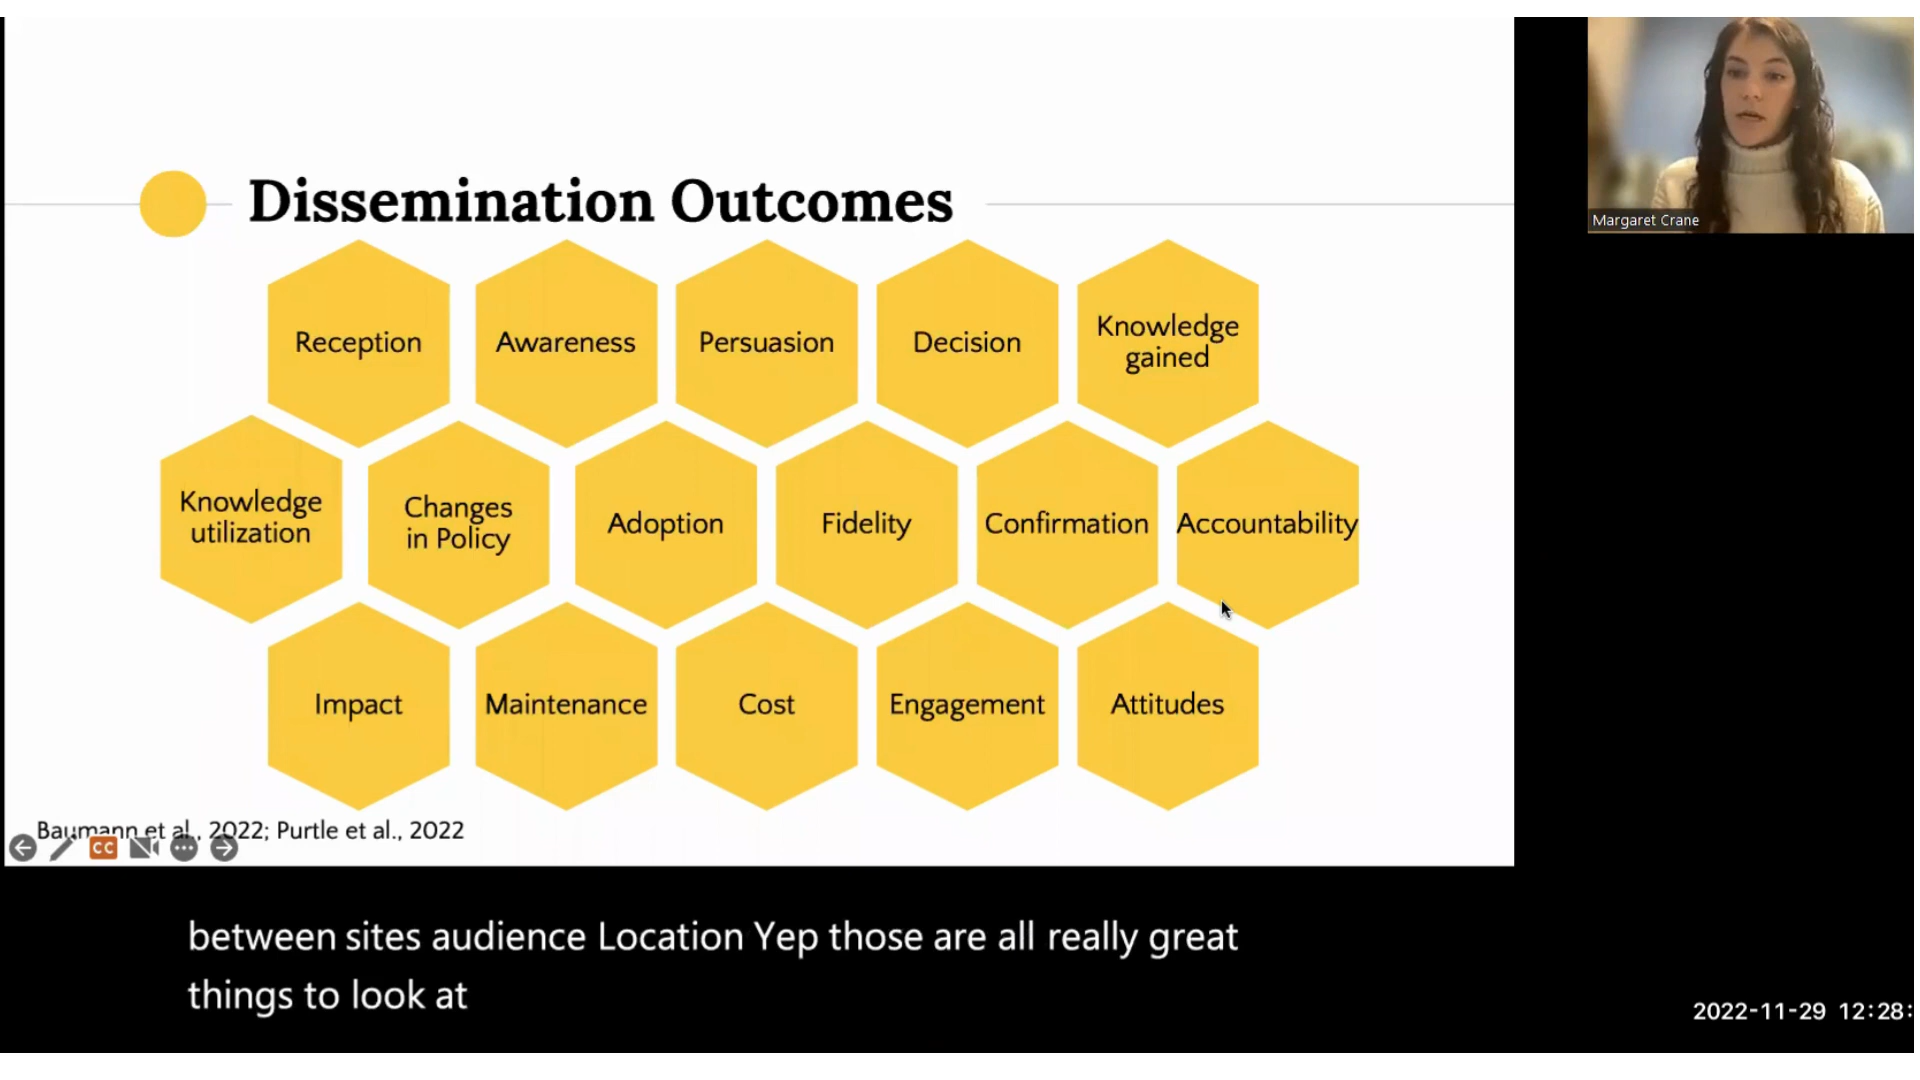 Dissemination Outcomes
Reception
Awareness
Persuasion
Decision
Knowledge
gained
Knowledge
utilization
Changes
in Policy
Adoption
Fidelity
Confirmation
Accountability
Impact
Maintenance
Cost
Engagement
Attitudes
Baumann et al., 2022; Purtle et al., 2022
CC
Margaret Crane
between sites audience Location Yep those are all really great
things to look at
2022-11-29 12:28: